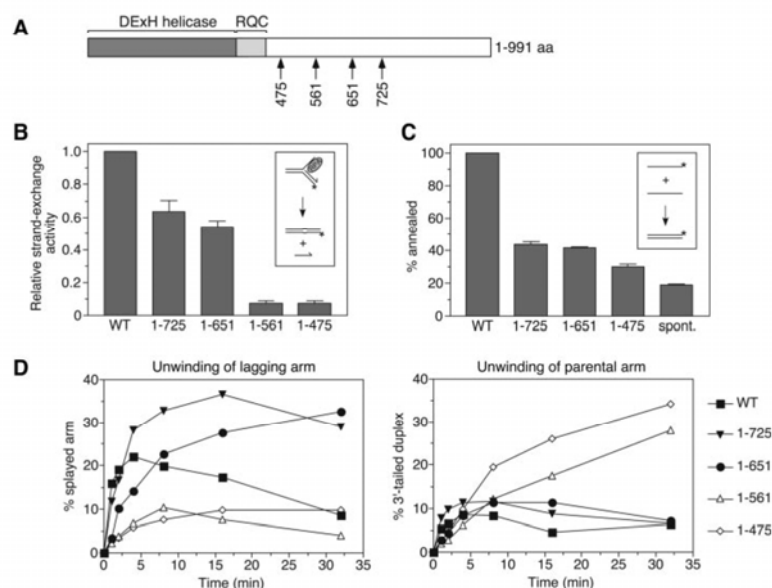 A
DExH helicase RQC
1-991 aa
475 561 651 725
B
Relative strand-exchange
activity
1.0
0.8
0.6
0.4
0.2
0
*
+
WT 1-725 1-651 1-561 1-475
C
% annealed
100
80
60
40
20
0
*
+
*
WT 1-725 1-651 1-475 spont.
D
Unwinding of lagging arm
% splayed arm
40
30
20
10
0
0 5 10 15 20 25 30 35
Time (min)
Unwinding of parental arm
% 3'-tailed duplex
40
30
20
10
0
0 5 10 15 20 25 30 35
Time (min)
WT
1-725
1-651
1-561
1-475